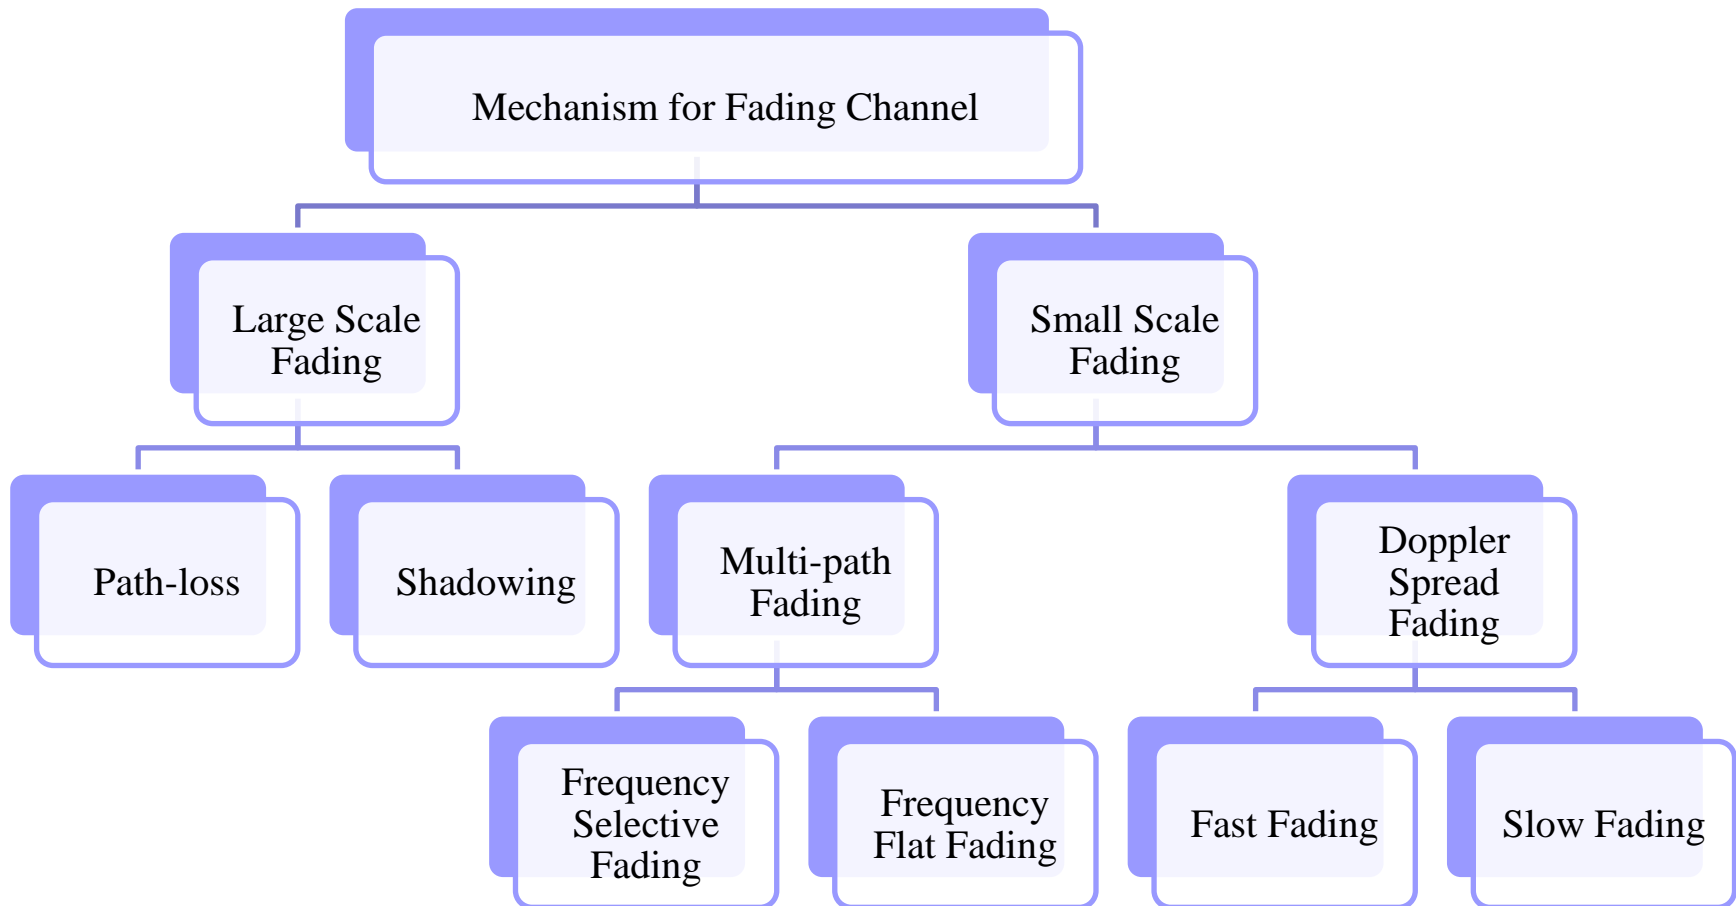 Mechanism for Fading Channel
Large Scale
Fading
Small Scale
Fading
Path-loss
Shadowing
Multi-path
Fading
Doppler
Spread
Fading
Frequency
Selective
Fading
Frequency
Flat Fading
Fast Fading
Slow Fading